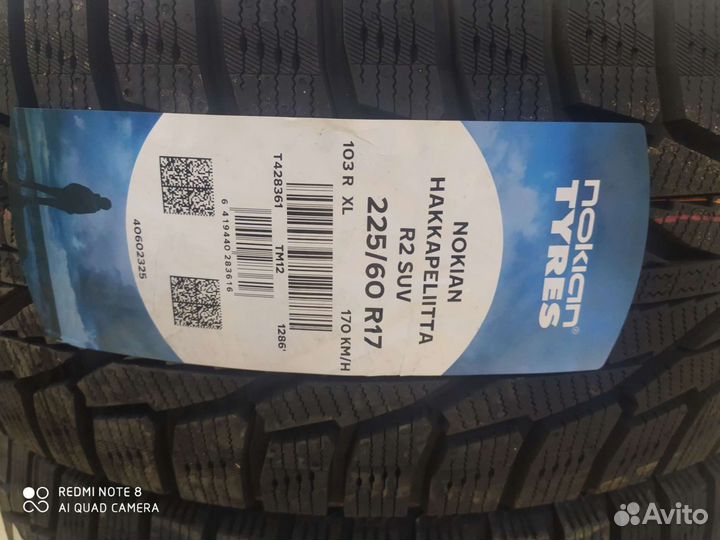 nokian
TYRES®
NOKIAN
HAKKAPELIITTA
R2 SUV
225/60 R17
103 R XL
170 KM/H
T428361
TM12
1286'
6 419440 283616
40602325
REDMI NOTE 8
AI QUAD CAMERA
Avito